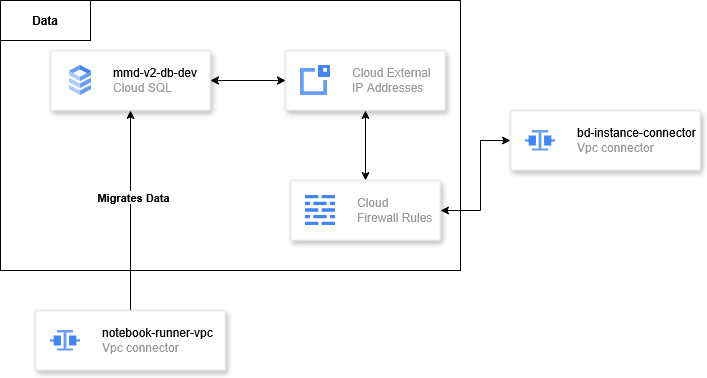 Data
mmd-v2-db-dev
Cloud SQL
Cloud External
IP Addresses
bd-instance-connector
Vpc connector
Migrates Data
Cloud
Firewall Rules
notebook-runner-vpc
Vpc connector